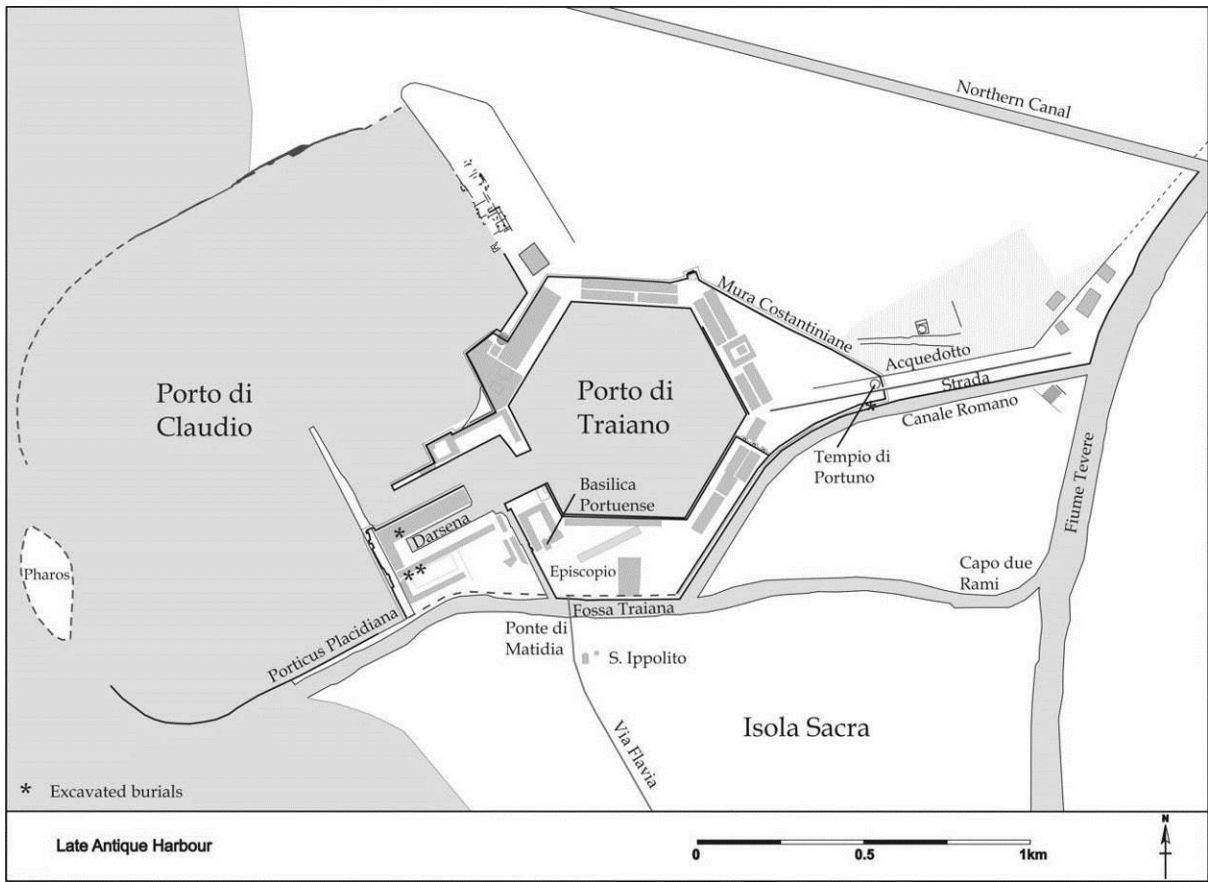 Northern Canal
Mura Costantiniane
Porto di
Claudio
Porto di
Traiano
Acquedotto
Strada
Canale Romano
Tempio di
Portuno
Fiume Tevere
Basilica
Portuense
Darsena
*
**
*
Pharos
Episcopio
Capo due
Rami
Fossa Traiana
Porticus Placidiana
Ponte di
Matidia
S. Ippolito
Isola Sacra
Via Flavia
* Excavated burials
Late Antique Harbour
0 0.5 1km
N